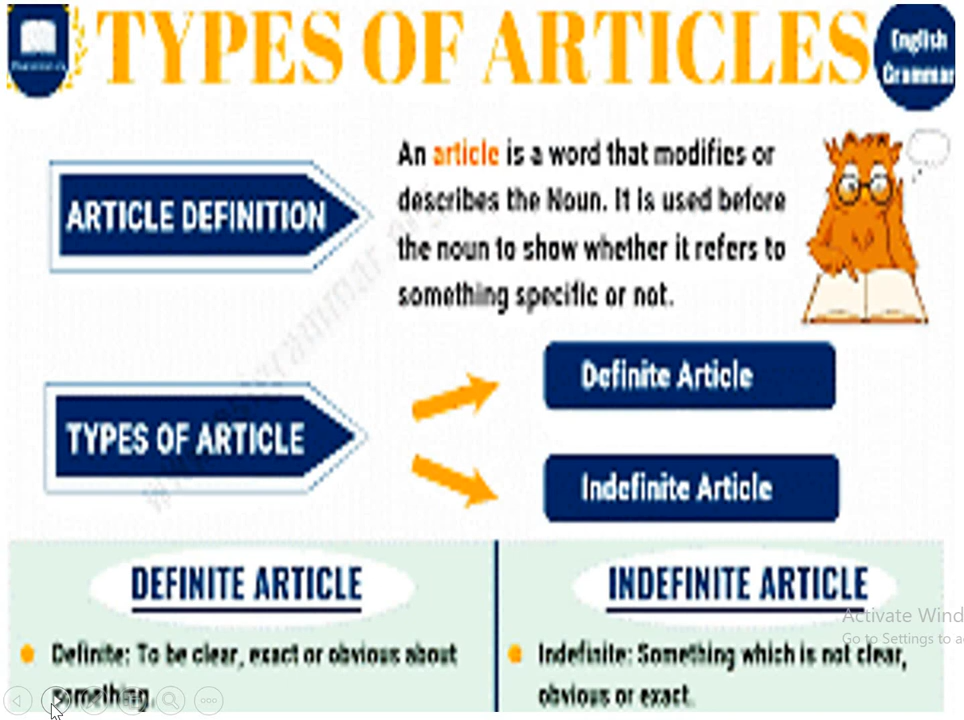 TYPES OF ARTICLES
English
Grammar
An article is a word that modifies or
describes the Noun. It is used before
the noun to show whether it refers to
something specific or not.
ARTICLE DEFINITION
TYPES OF ARTICLE
Definite Article
Indefinite Article
DEFINITE ARTICLE
Definite: To be clear, exact or obvious about
something.
INDEFINITE ARTICLE
Indefinite: Something which is not clear,
obvious or exact.
Activate Wind
Go to Settings to a